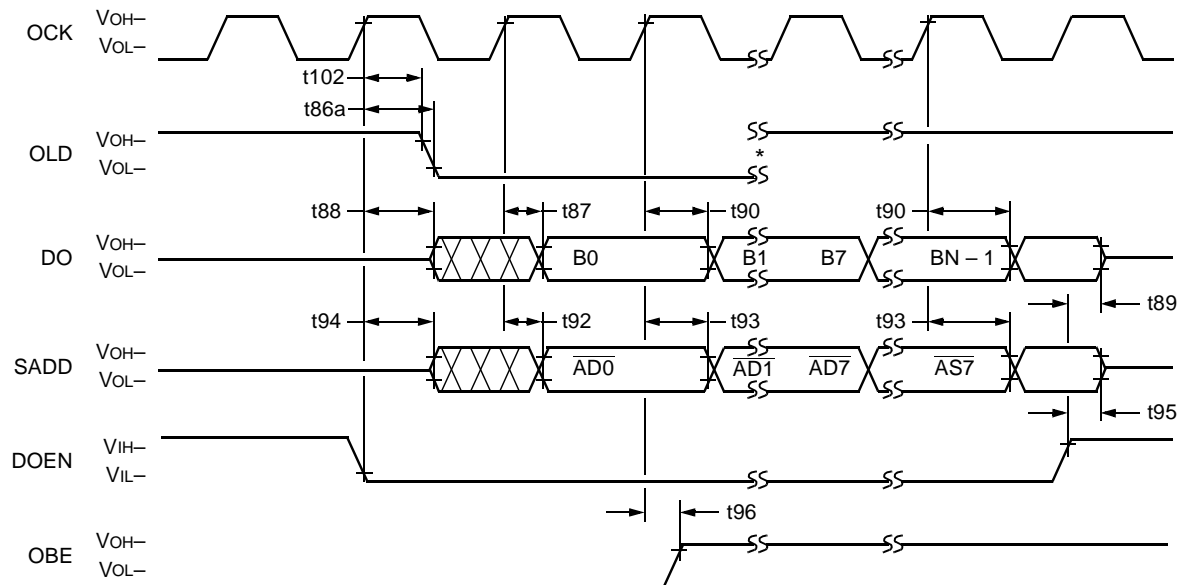 OCK VOH–
VOL–
t102
t86a
OLD VOH–
VOL–
*
t88 t87 t90 t90
DO VOH–
VOL–
B0 B1 B7 BN – 1
t89
t94 t92 t93 t93
SADD VOH–
VOL–
AD0 AD1 AD7 AS7
t95
DOEN VIH–
VIL–
t96
OBE VOH–
VOL–